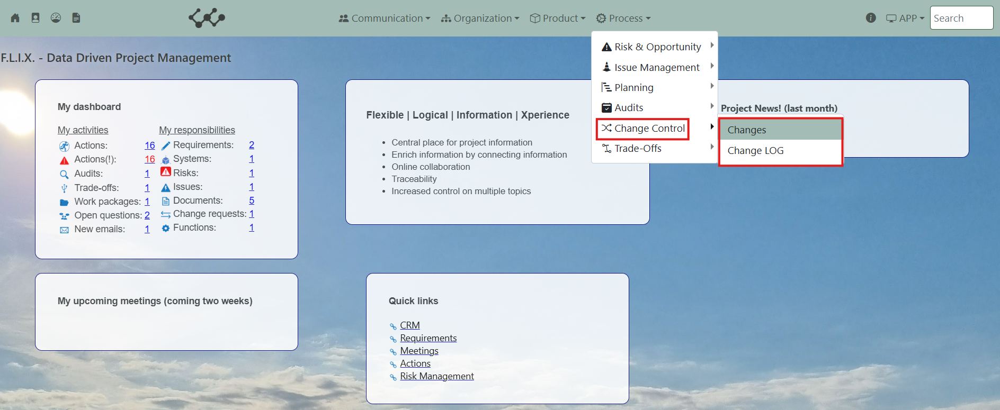 Communication
Organization
Product
Process
APP
Search
F.L.I.X. - Data Driven Project Management
Risk & Opportunity
Issue Management
Planning
Audits
Change Control
Trade-Offs
Changes
Change LOG
My dashboard
My activities
Actions: 16
Actions(!): 16
Audits: 1
Trade-offs: 1
Work packages: 1
Open questions: 2
New emails: 1
My responsibilities
Requirements: 2
Systems: 1
Risks: 1
Issues: 1
Documents: 5
Change requests: 1
Functions: 1
Flexible | Logical | Information | Xperience
• Central place for project information
• Enrich information by connecting information
• Online collaboration
• Traceability
• Increased control on multiple topics
Project News! (last month)
My upcoming meetings (coming two weeks)
Quick links
CRM
Requirements
Meetings
Actions
Risk Management